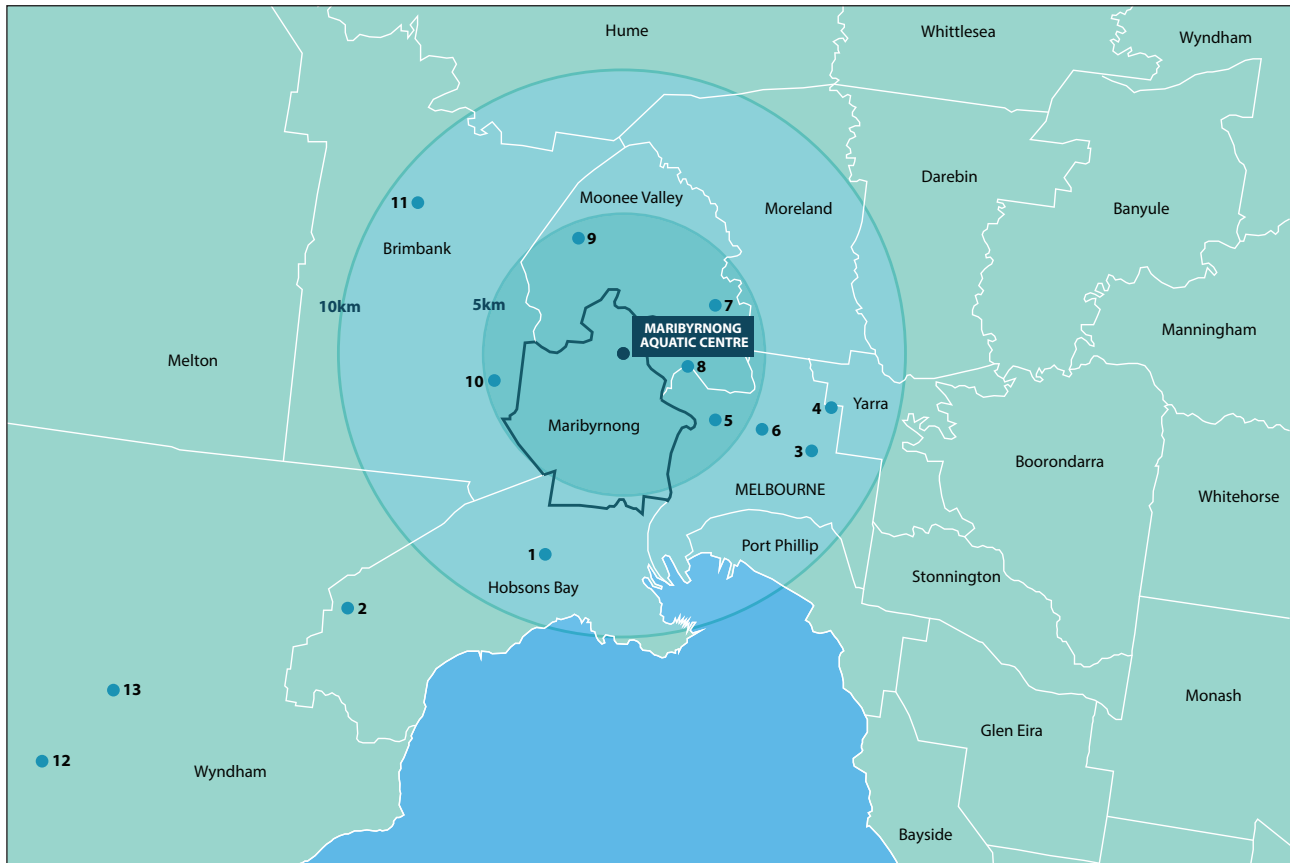 Hume
Whittlesea
Wyndham
Moonee Valley
Moreland
Darebin
Banyule
11
Brimbank
9
10km
5km
7
MARIBYRNONG
AQUATIC CENTRE
Manningham
Melton
10
8
Maribyrnong
5
6
4
Yarra
3
MELBOURNE
Boorondarra
Whitehorse
1
Hobsons Bay
Port Phillip
Stonnington
2
13
12
Wyndham
Glen Eira
Monash
Bayside